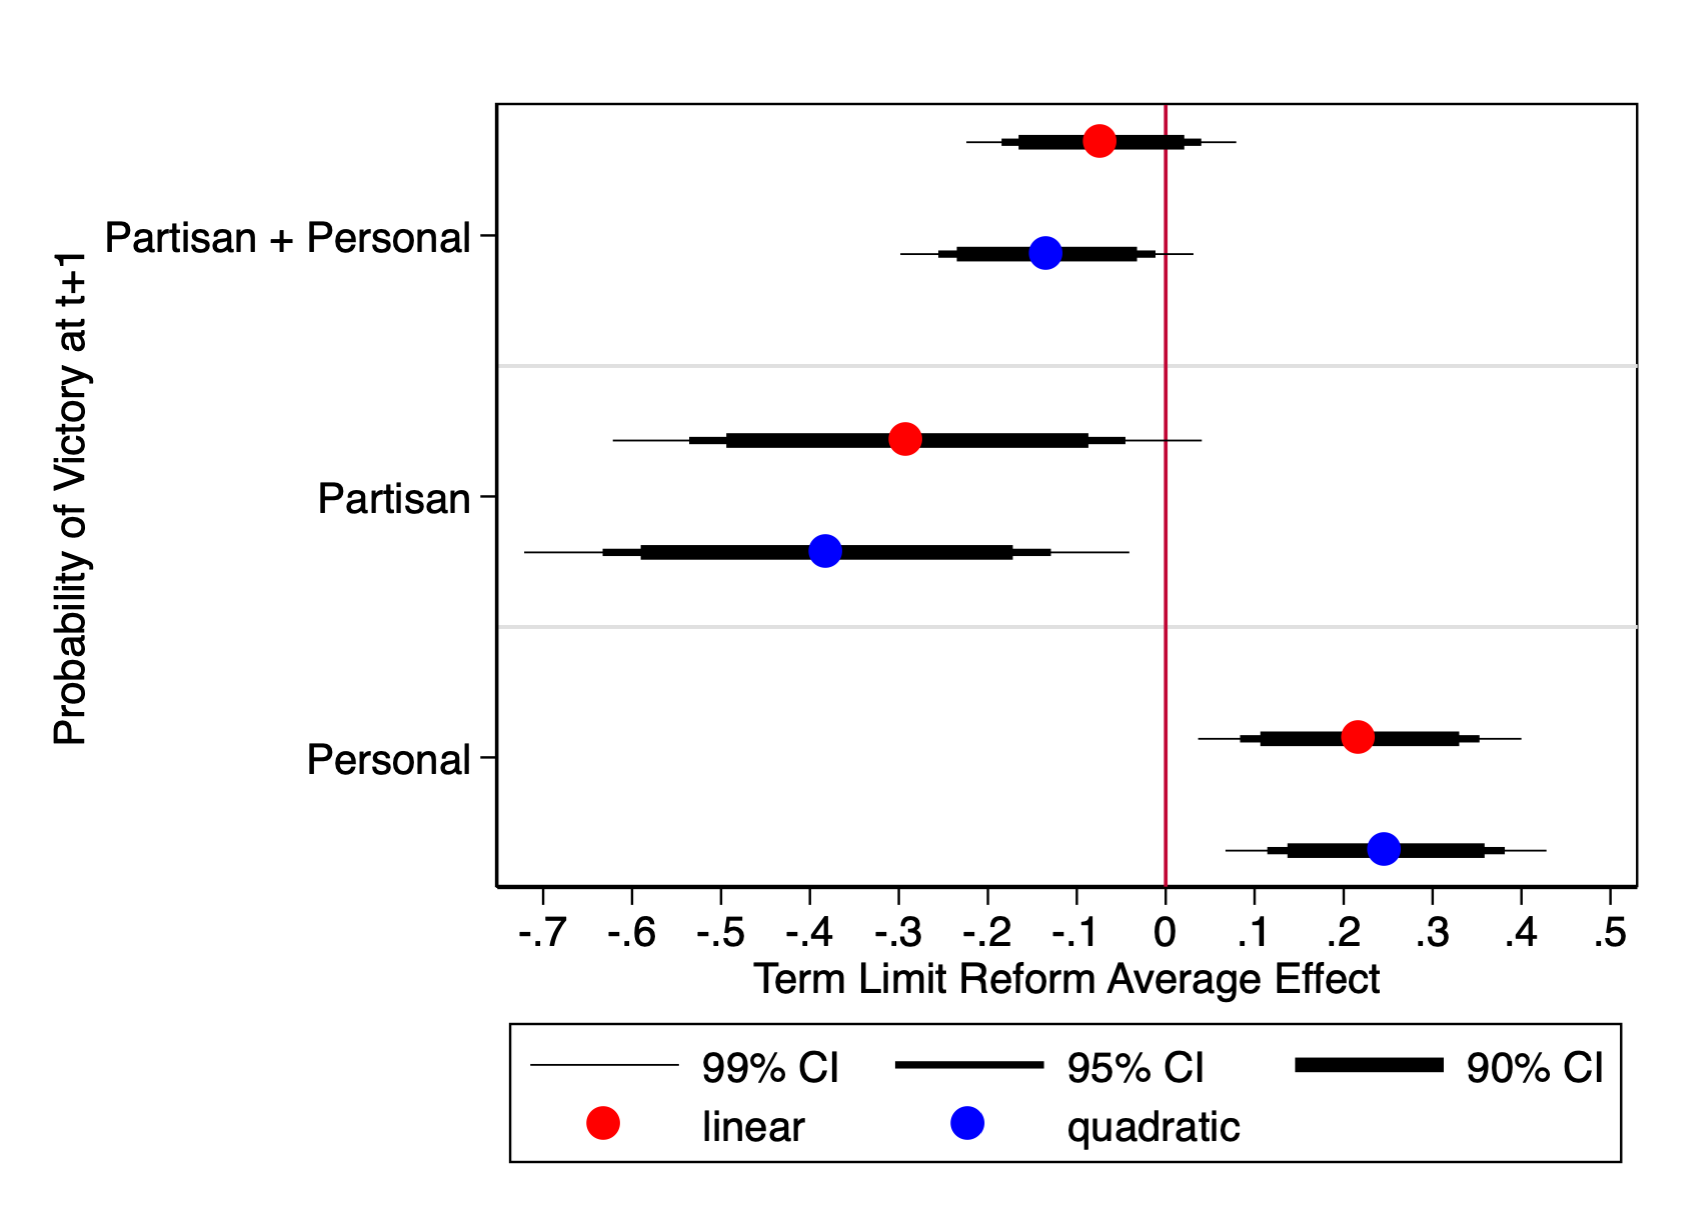 Probability of Victory at t+1
Partisan + Personal
Partisan
Personal
-.7 -.6 -.5 -.4 -.3 -.2 -.1 0 .1 .2 .3 .4 .5
Term Limit Reform Average Effect
99% CI 95% CI 90% CI
linear quadratic